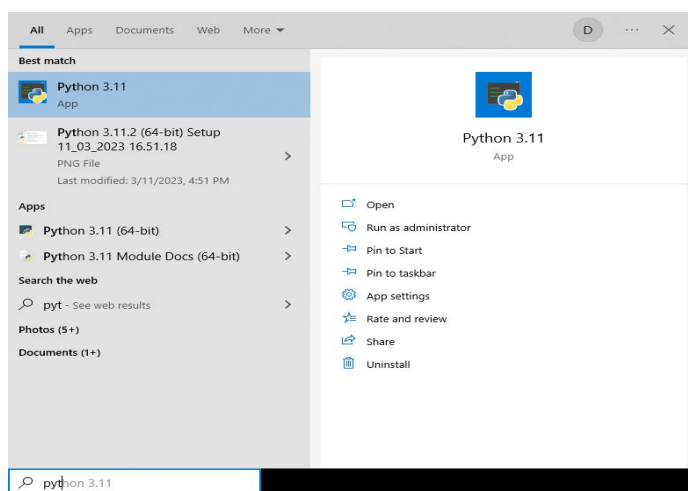 All Apps Documents Web More D ...
Best match
Python 3.11
App
Python 3.11.2 (64-bit) Setup
11_03_2023 16.51.18
PNG File
Last modified: 3/11/2023, 4:51 PM
Apps
Python 3.11 (64-bit)
Python 3.11 Module Docs (64-bit)
Search the web
pyt - See web results
Photos (5+)
Documents (1+)
Python 3.11
App
Open
Run as administrator
Pin to Start
Pin to taskbar
App settings
Rate and review
Share
Uninstall
python 3.11